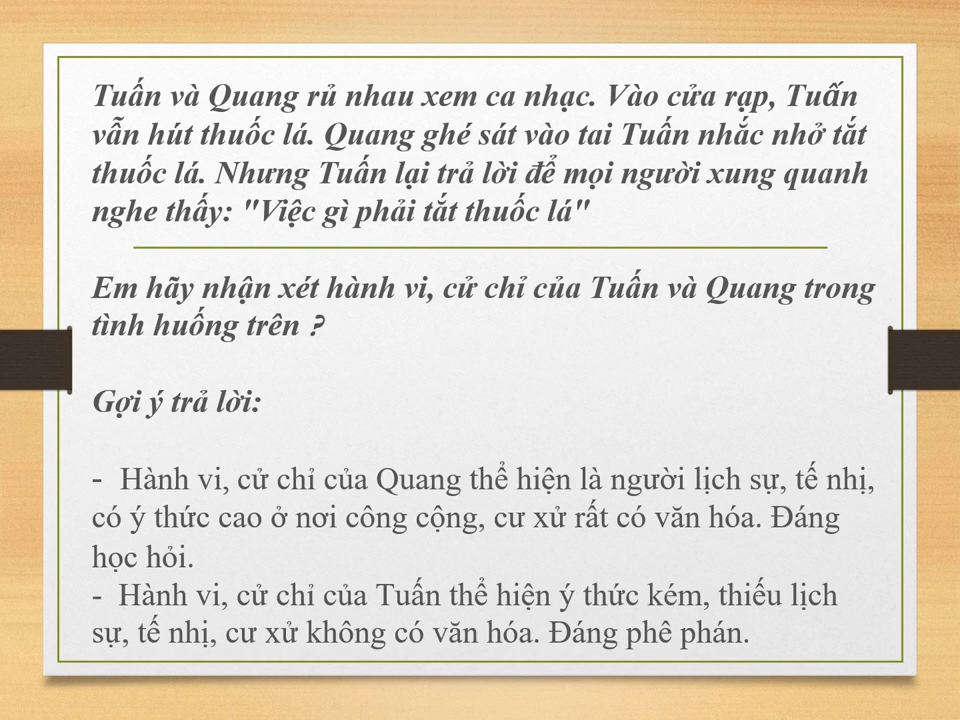 Tuấn và Quang rủ nhau xem ca nhạc. Vào cửa rạp, Tuấn
vẫn hút thuốc lá. Quang ghé sát vào tai Tuấn nhắc nhở tắt
thuốc lá. Nhưng Tuấn lại trả lời để mọi người xung quanh
nghe thấy: "Việc gì phải tắt thuốc lá"
Em hãy nhận xét hành vi, cử chỉ của Tuấn và Quang trong
tình huống trên ?
Gợi ý trả lời:
- Hành vi, cử chỉ của Quang thể hiện là người lịch sự, tế nhị,
có ý thức cao ở nơi công cộng, cư xử rất có văn hóa. Đáng
học hỏi.
- Hành vi, cử chỉ của Tuấn thể hiện ý thức kém, thiếu lịch
sự, tế nhị, cư xử không có văn hóa. Đáng phê phán.